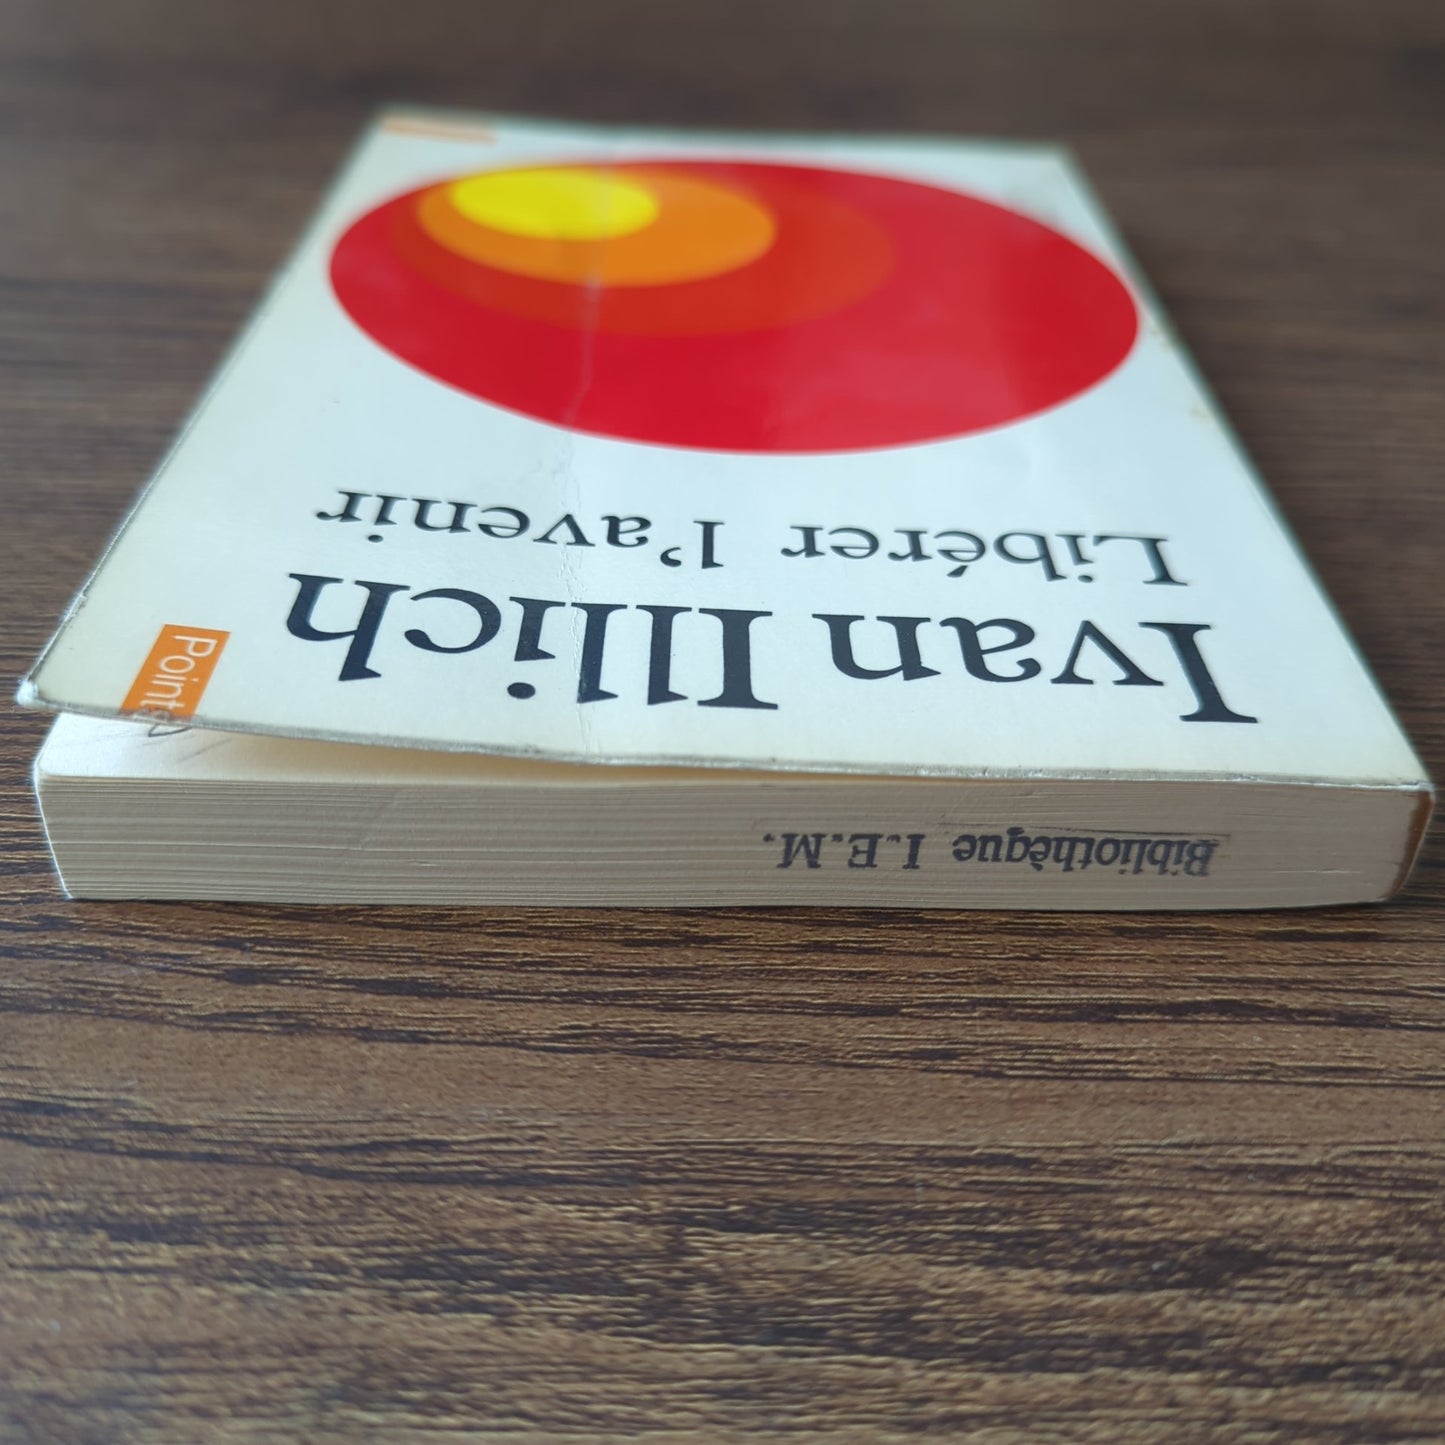 Ivan Illich
Libérer l'avenir
Points
Bibliothèque I.E.M.